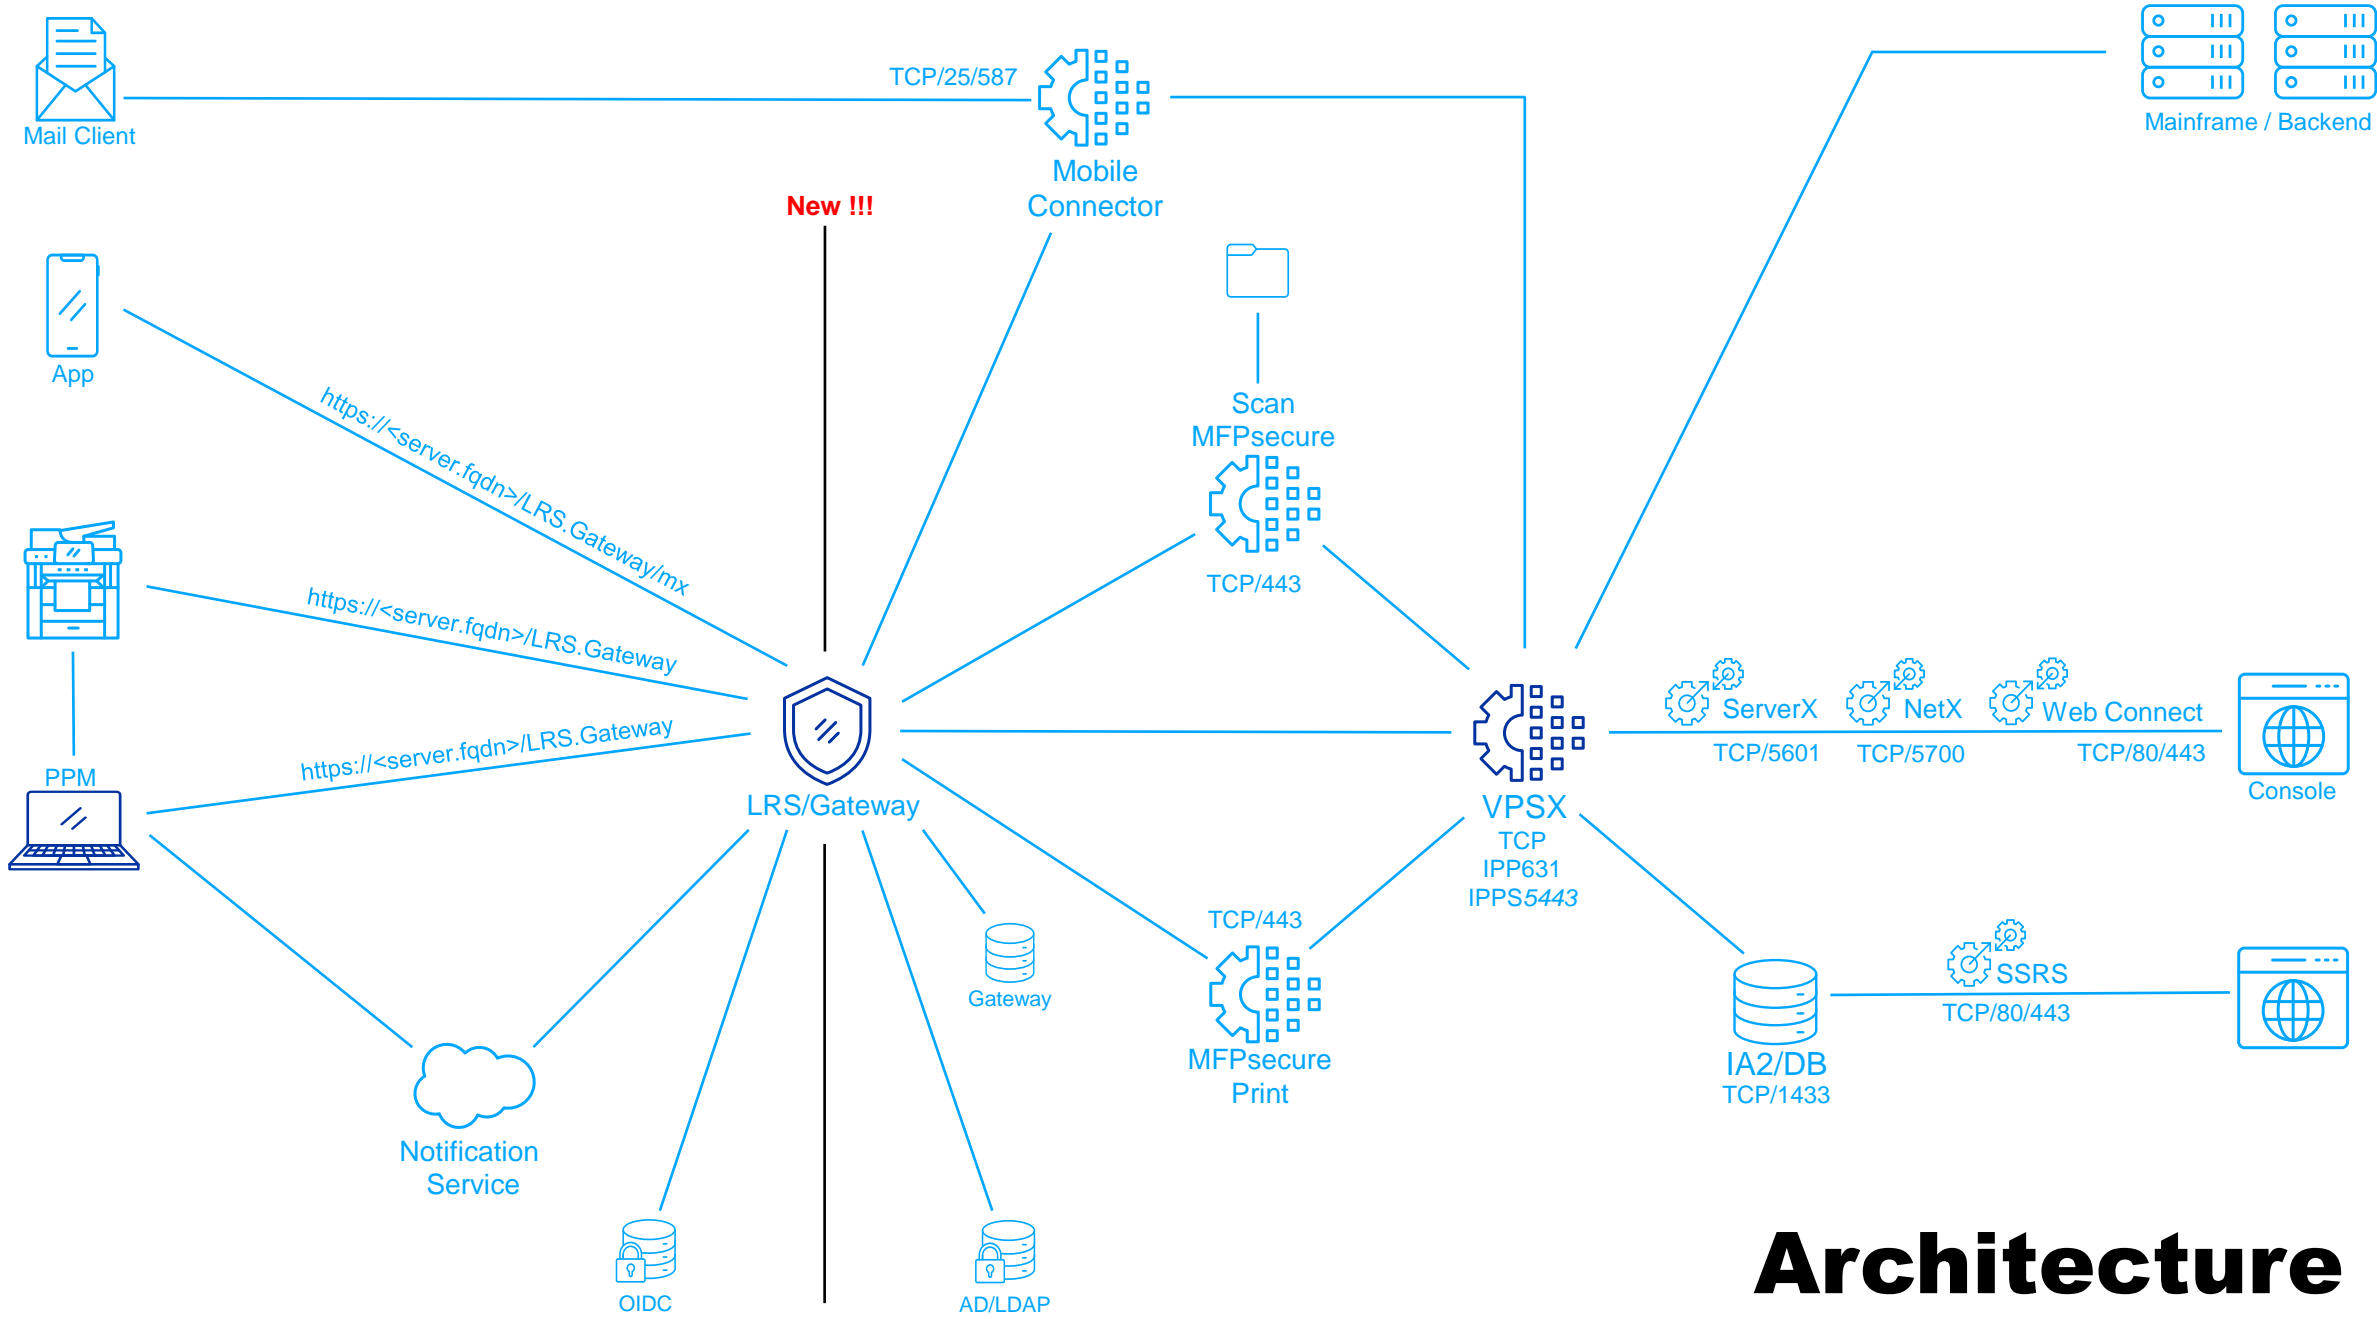 Mail Client
TCP/25/587
Mobile
Connector
Mainframe / Backend
New !!!
App
https://<server.fqdn>/LRS.Gateway/mx
Scan
MFPsecure
TCP/443
https://<server.fqdn>/LRS.Gateway
PPM
https://<server.fqdn>/LRS.Gateway
LRS/Gateway
VPSX
TCP
IPP631
IPPS5443
ServerX
TCP/5601
NetX
TCP/5700
Web Connect
TCP/80/443
Console
Gateway
TCP/443
MFPsecure
Print
SSRS
TCP/80/443
IA2/DB
TCP/1433
Notification
Service
OIDC
AD/LDAP
Architecture